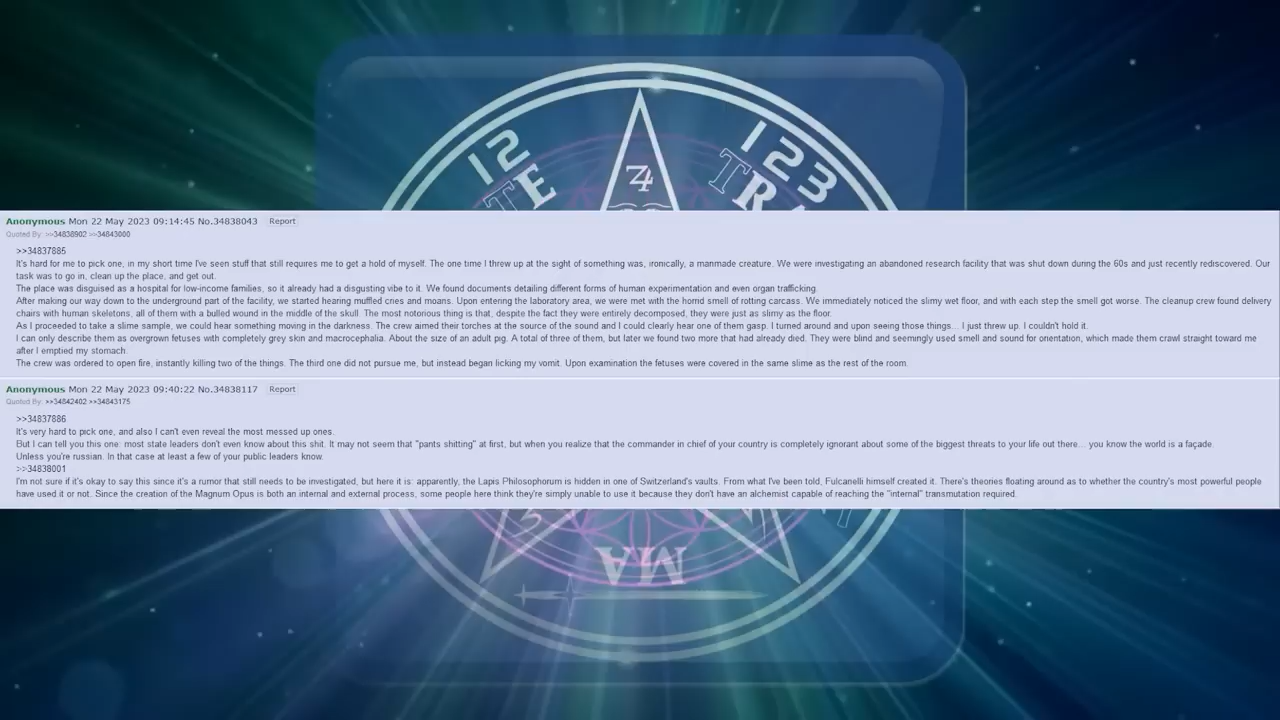 12
123
TE
TRA
Anonymous Mon 22 May 2023 09:14:45 No.34838043 Report
Quoted By: >>34838902 >>34843000
>>34837885
It's hard for me to pick one, in my short time I've seen stuff that still requires me to get a hold of myself. The one time I threw up at the sight of something was, ironically, a manmade creature. We were investigating an abandoned research facility that was shut down during the 60s and just recently rediscovered. Our
task was to go in, clean up the place, and get out.
The place was disguised as a hospital for low-income families, so it already had a disgusting vibe to it. We found documents detailing different forms of human experimentation and even organ trafficking.
After making our way down to the underground part of the facility, we started hearing muffled cries and moans. Upon entering the laboratory area, we were met with the horrid smell of rotting carcass. We immediately noticed the slimy wet floor, and with each step the smell got worse. The cleanup crew found delivery
chairs with human skeletons, all of them with a bulled wound in the middle of the skull. The most notorious thing is that, despite the fact they were entirely decomposed, they were just as slimy as the floor.
As I proceeded to take a slime sample, we could hear something moving in the darkness. The crew aimed their torches at the source of the sound and I could clearly hear one of them gasp. I turned around and upon seeing those things... I just threw up. I couldn't hold it.
I can only describe them as overgrown fetuses with completely grey skin and macrocephalia. About the size of an adult pig. A total of three of them, but later we found two more that had already died. They were blind and seemingly used smell and sound for orientation, which made them crawl straight toward me
after I emptied my stomach.
The crew was ordered to open fire, instantly killing two of the things. The third one did not pursue me, but instead began licking my vomit. Upon examination the fetuses were covered in the same slime as the rest of the room.
Anonymous Mon 22 May 2023 09:40:22 No.34838117 Report
Quoted By: >>34842402 >>34843175
>>34837886
It's very hard to pick one, and also I can't even reveal the most messed up ones.
But I can tell you this one: most state leaders don't even know about this shit. It may not seem that "pants shitting" at first, but when you realize that the commander in chief of your country is completely ignorant about some of the biggest threats to your life out there... you know the world is a façade.
Unless you're russian. In that case at least a few of your public leaders know.
>>34838001
I'm not sure if it's okay to say this since it's a rumor that still needs to be investigated, but here it is: apparently, the Lapis Philosophorum is hidden in one of Switzerland's vaults. From what I've been told, Fulcanelli himself created it. There's theories floating around as to whether the country's most powerful people
have used it or not. Since the creation of the Magnum Opus is both an internal and external process, some people here think they're simply unable to use it because they don't have an alchemist capable of reaching the "internal" transmutation required.
MA